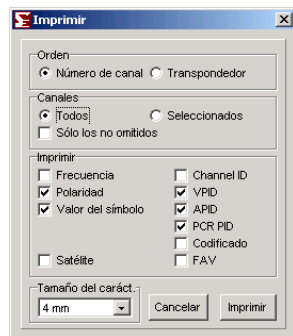 Imprimir
Orden
Número de canal Transpondedor
Canales
Todos Seleccionados
Sólo los no omitidos
Imprimir
Frecuencia Channel ID
Polaridad VPID
Valor del símbolo APID
PCR PID
Codificado
Satélite FAV
Tamaño del caráct.
4 mm Cancelar Imprimir